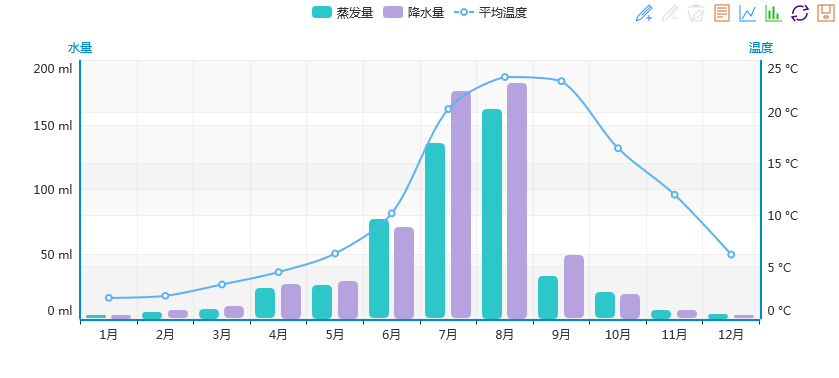 蒸发量 降水量 平均温度
水量 温度
200 ml 25 °C
150 ml 20 °C
100 ml 15 °C
50 ml 10 °C
0 ml 5 °C
0 °C
1月 2月 3月 4月 5月 6月 7月 8月 9月 10月 11月 12月